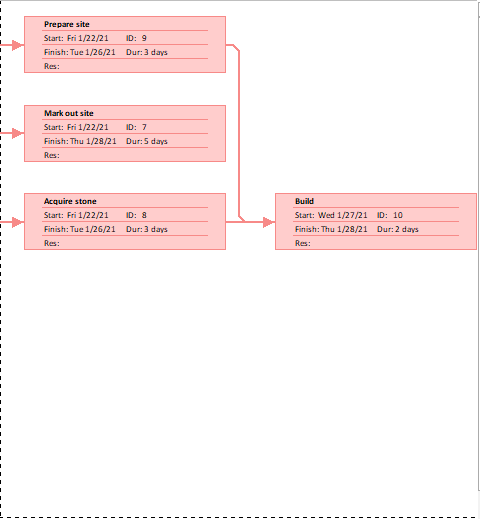 Prepare site
Start: Fri 1/22/21 ID: 9
Finish: Tue 1/26/21 Dur: 3 days
Res:
Mark out site
Start: Fri 1/22/21 ID: 7
Finish: Thu 1/28/21 Dur: 5 days
Res:
Acquire stone
Start: Fri 1/22/21 ID: 8
Finish: Tue 1/26/21 Dur: 3 days
Res:
Build
Start: Wed 1/27/21 ID: 10
Finish: Thu 1/28/21 Dur: 2 days
Res: